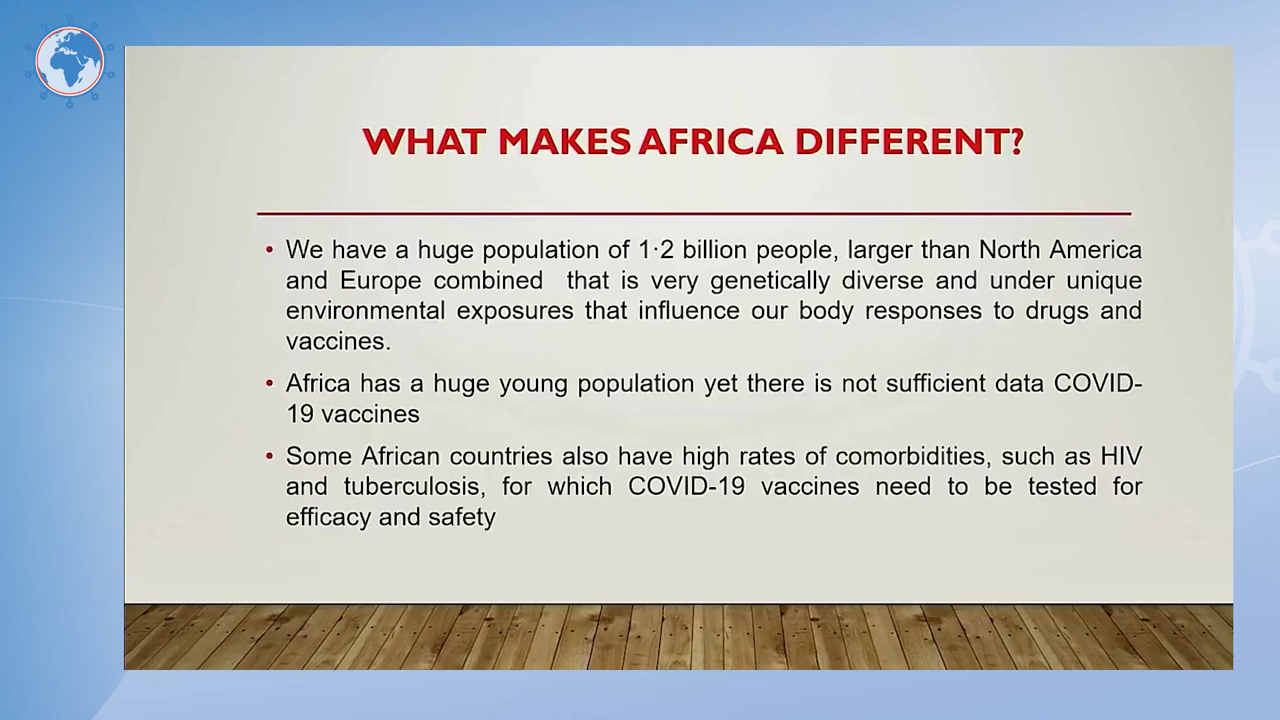 WHAT MAKES AFRICA DIFFERENT?
• We have a huge population of 1·2 billion people, larger than North America
and Europe combined that is very genetically diverse and under unique
environmental exposures that influence our body responses to drugs and
vaccines.
• Africa has a huge young population yet there is not sufficient data COVID-
19 vaccines
• Some African countries also have high rates of comorbidities, such as HIV
and tuberculosis, for which COVID-19 vaccines need to be tested for
efficacy and safety